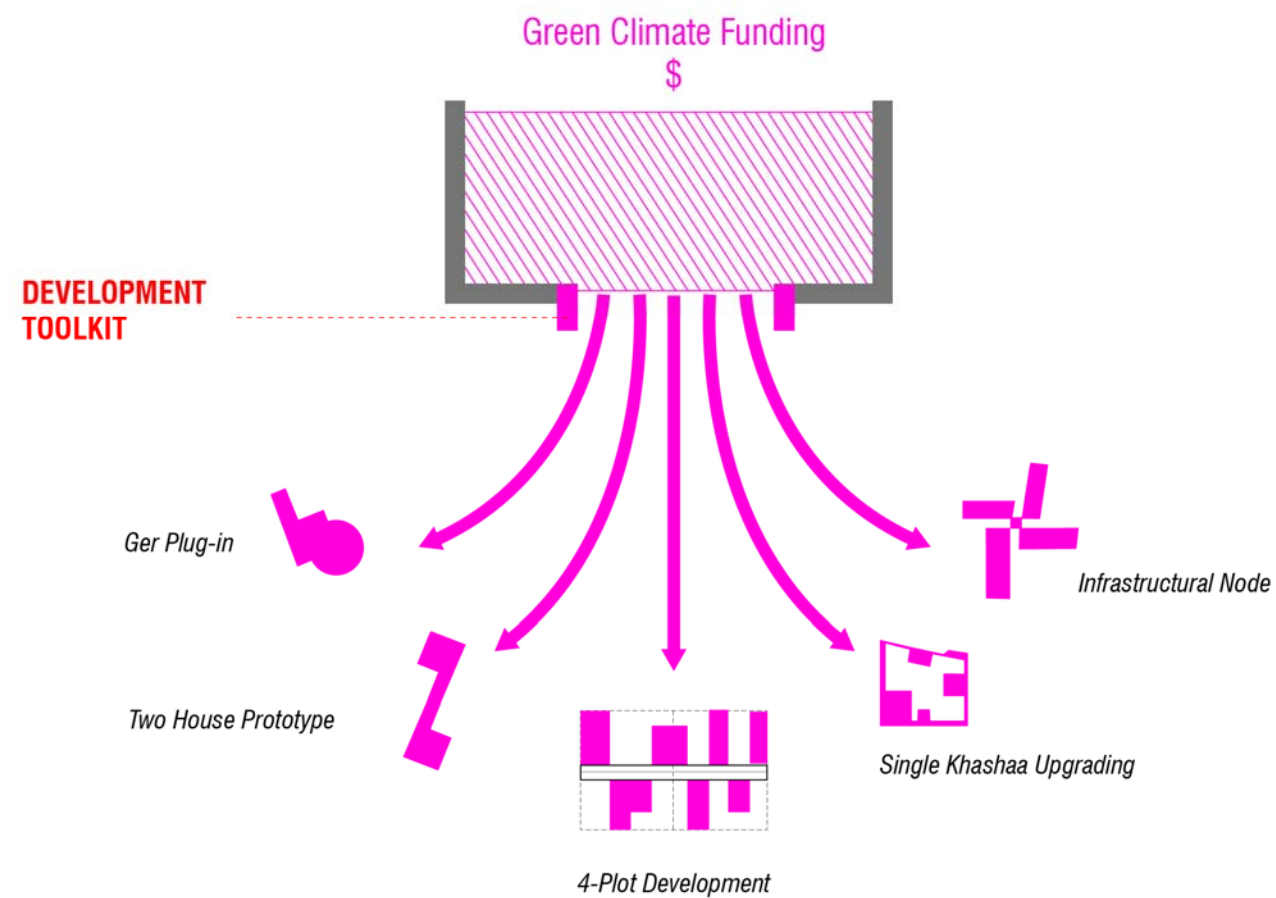 Green Climate Funding
$
DEVELOPMENT
TOOLKIT
Ger Plug-in
Infrastructural Node
Two House Prototype
Single Khashaa Upgrading
4-Plot Development